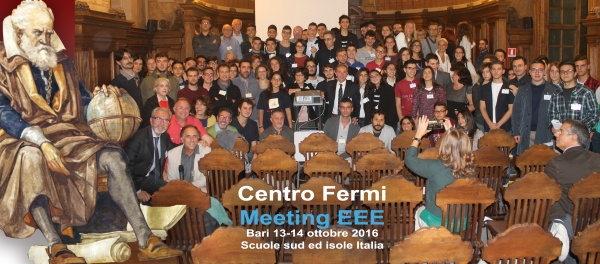 Centro Fermi
Meeting EEE
Bari 13-14 ottobre 2016
Scuole sud ed isole Italia